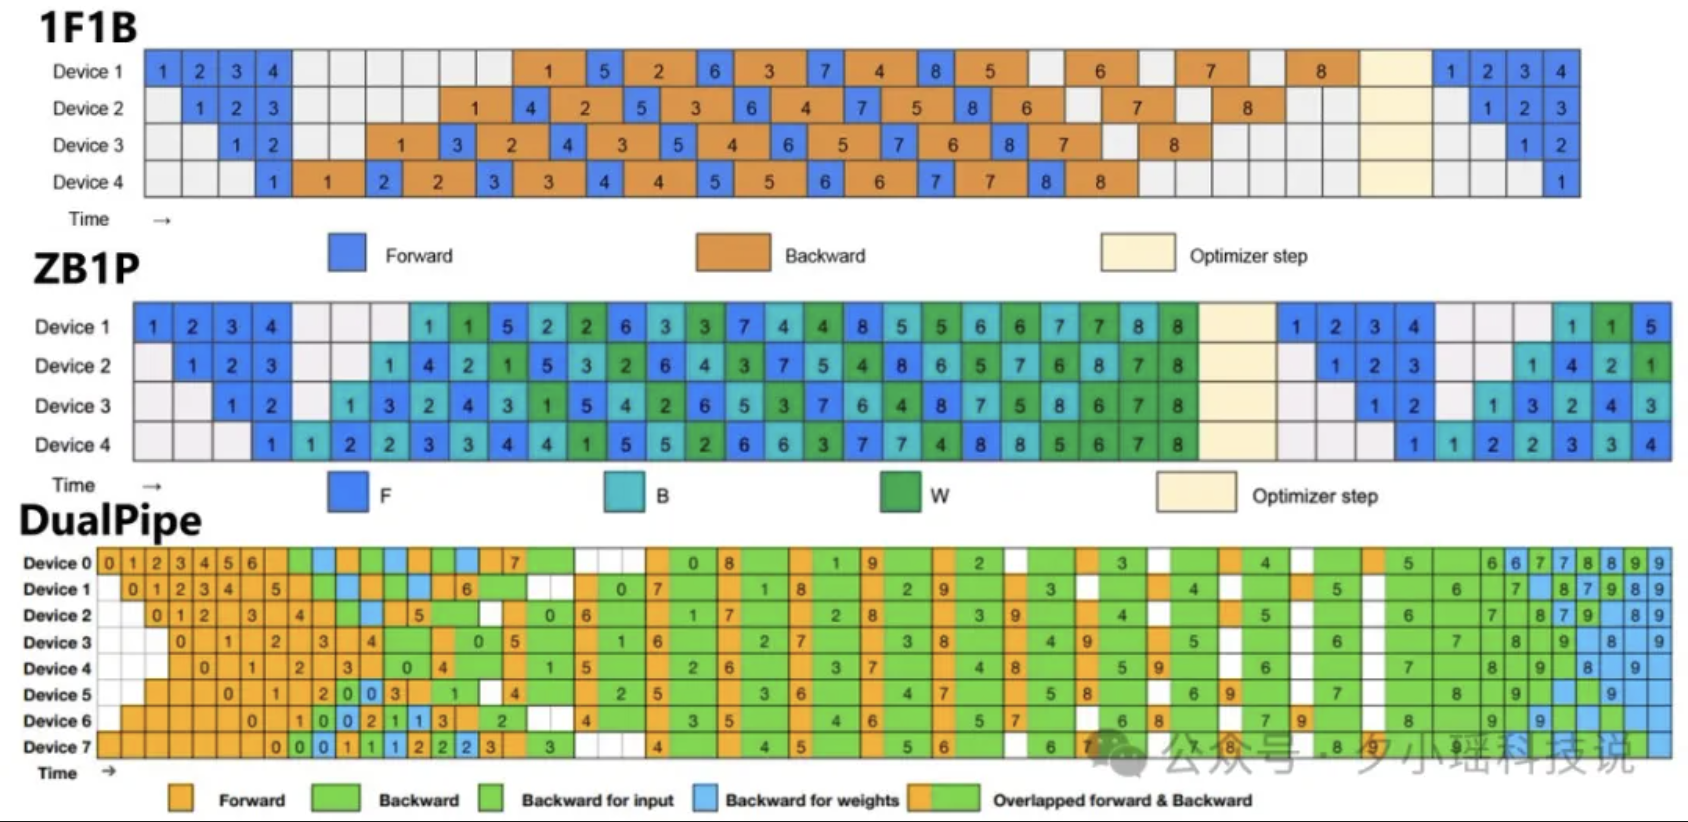 1F1B
Device 1 1 2 3 4 1 5 2 6 3 7 4 8 5 6 7 8 1 2 3 4
Device 2 1 2 3 1 4 2 5 3 6 4 7 5 8 6 7 8 1 2 3
Device 3 1 2 1 3 2 4 3 5 4 6 5 7 6 8 7 8 1 2
Device 4 1 1 2 2 3 3 4 4 5 5 6 6 7 7 8 8 1
Time →
Forward Backward Optimizer step
ZB1P
Device 1 1 2 3 4 1 1 5 2 2 6 3 3 7 4 4 8 5 5 6 6 7 7 8 8 1 2 3 4 1 1 5
Device 2 1 2 3 1 4 2 1 5 3 2 6 4 3 7 5 4 8 6 5 7 6 8 7 8 1 2 3 1 4 2 1
Device 3 1 2 1 3 2 4 3 1 5 4 2 6 5 3 7 6 4 8 7 5 8 6 7 8 1 2 1 3 2 4 3
Device 4 1 1 2 2 3 3 4 4 1 5 5 2 6 6 3 7 7 4 8 8 5 6 7 8 1 1 2 2 3 3 4
Time →
F B W Optimizer step
DualPipe
Device 0 0 1 2 3 4 5 6 7 0 8 1 9 2 3 4 5 6 6 7 7 8 8 9 9
Device 1 0 1 2 3 4 5 6 0 7 1 8 2 9 3 4 5 6 7 8 7 9 8 9
Device 2 0 1 2 3 4 5 0 6 1 7 2 8 3 9 4 5 6 7 8 7 9 8 9
Device 3 0 1 2 3 4 0 5 1 6 2 7 3 8 4 9 5 6 7 8 9 8 9
Device 4 0 1 2 3 0 4 1 5 2 6 3 7 4 8 5 9 6 7 8 9 8 9
Device 5 0 1 2 0 0 3 1 4 2 5 3 6 4 7 5 8 6 9 7 8 9 9
Device 6 0 1 0 0 2 1 1 3 2 4 3 5 4 6 5 7 6 8 7 9 8 9 9
Device 7 0 0 0 1 1 1 2 2 2 3 3 4 4 5 5 6 6 7 7 8 8 9 9
公众号 · 夕小瑶科技说
Time →
Forward Backward Backward for input Backward for weights Overlapped forward & Backward